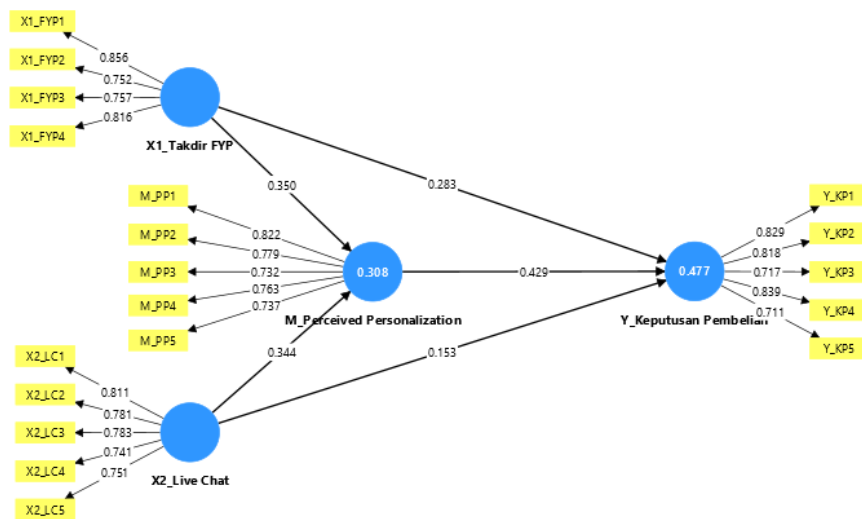 X1_FYP1
0.856
X1_FYP2
0.752
X1_FYP3
0.757
X1_FYP4
0.816
X1_Takdir FYP
0.350
0.283
M_PP1
0.822
M_PP2
0.779
M_PP3
0.732
M_PP4
0.763
M_PP5
0.737
0.308
M_Perceived Personalization
0.429
Y_KP1
0.829
Y_KP2
0.818
Y_KP3
0.717
Y_KP4
0.839
Y_KP5
0.711
0.477
Y_Keputusan Pembelian
0.344
0.153
X2_LC1
0.811
X2_LC2
0.781
X2_LC3
0.783
X2_LC4
0.741
X2_LC5
0.751
X2_Live Chat